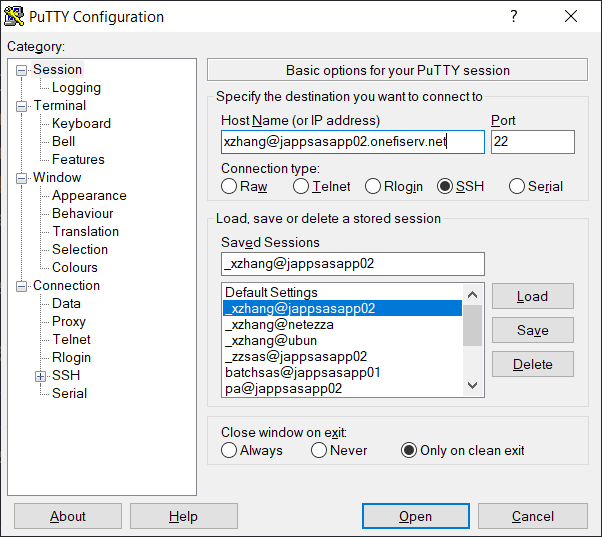 PuTTY Configuration
?
Category:
Session
Logging
Terminal
Keyboard
Bell
Features
Window
Appearance
Behaviour
Translation
Selection
Colours
Connection
Data
Proxy
Telnet
Rlogin
SSH
Serial
Basic options for your PuTTY session
Specify the destination you want to connect to
Host Name (or IP address)
Port
xzhang@jappsasapp02.onefiserv.net
22
Connection type:
Raw
Telnet
Rlogin
SSH
Serial
Load, save or delete a stored session
Saved Sessions
_xzhang@jappsasapp02
Default Settings
_xzhang@jappsasapp02
_xzhang@netezza
_xzhang@ubun
_zzsas@jappsasapp02
batchsas@jappsasapp01
pa@jappsasapp02
Load
Save
Delete
Close window on exit:
Always
Never
Only on clean exit
About
Help
Open
Cancel